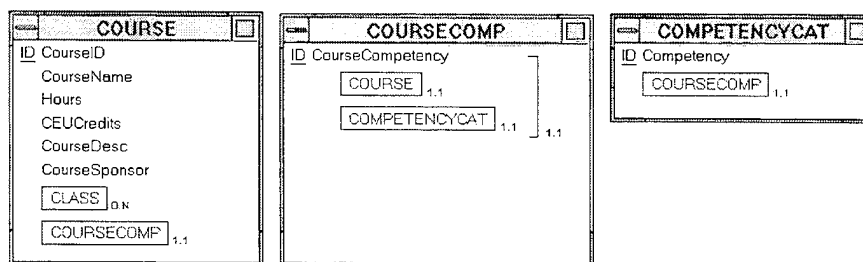 COURSE
ID CourseID
CourseName
Hours
CEUCredits
CourseDesc
CourseSponsor
CLASS 0.N
COURSECOMP 1.1
COURSECOMP
ID CourseCompetency
COURSE 1.1
COMPETENCYCAT 1.1
1.1
COMPETENCYCAT
ID Competency
COURSECOMP 1.1